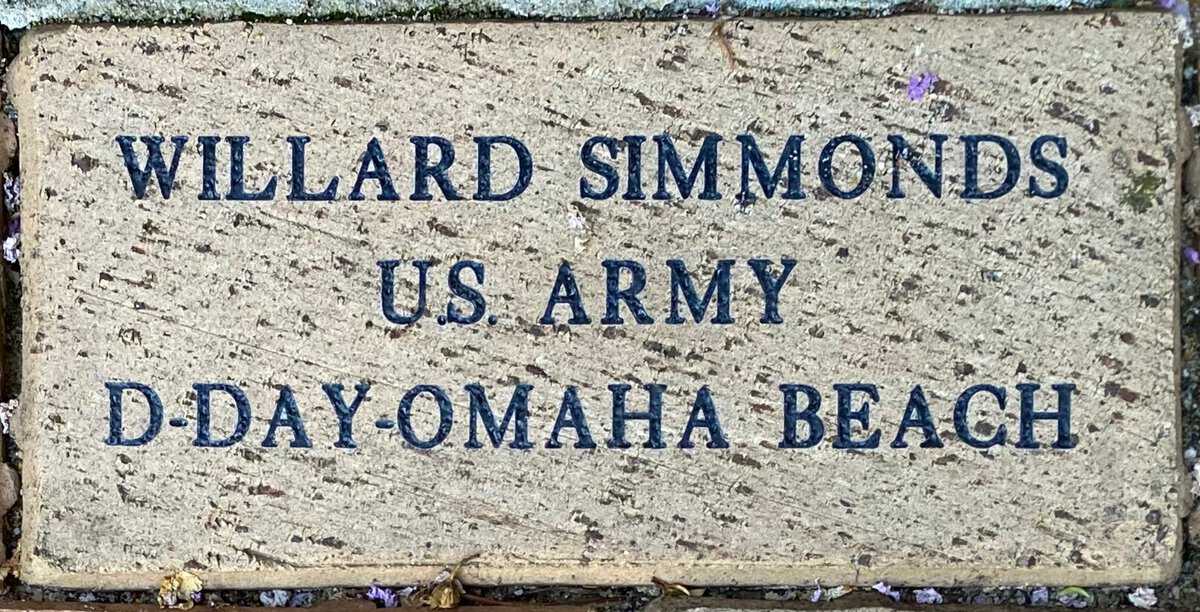 WILLARD SIMMONDS
U.S. ARMY
D-DAY-OMAHA BEACH